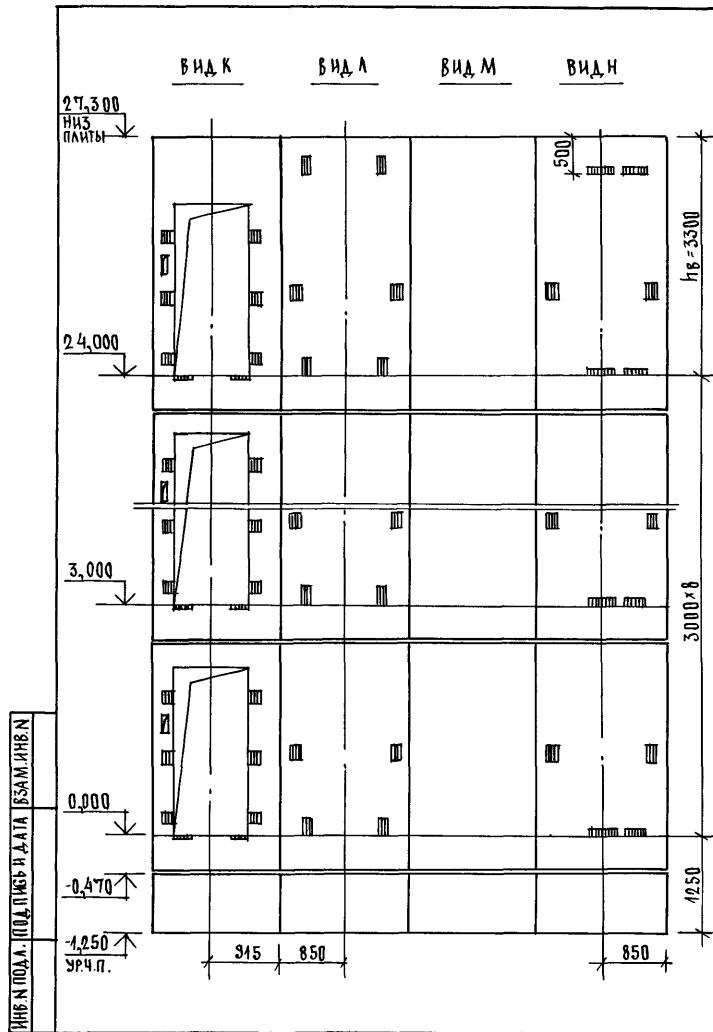 ВИД К
ВИД Л
ВИД М
ВИД Н
27,300
НИЗ
ПЛИТЫ
500
hв=3300
24,000
3,000
3000×8
0,000
-0,470
1250
-1,250
УР.Ч.П.
915
850
850
ИНВ.N ПОДЛ.
ПОДПИСЬ И ДАТА
ВЗАМ.ИНВ.N